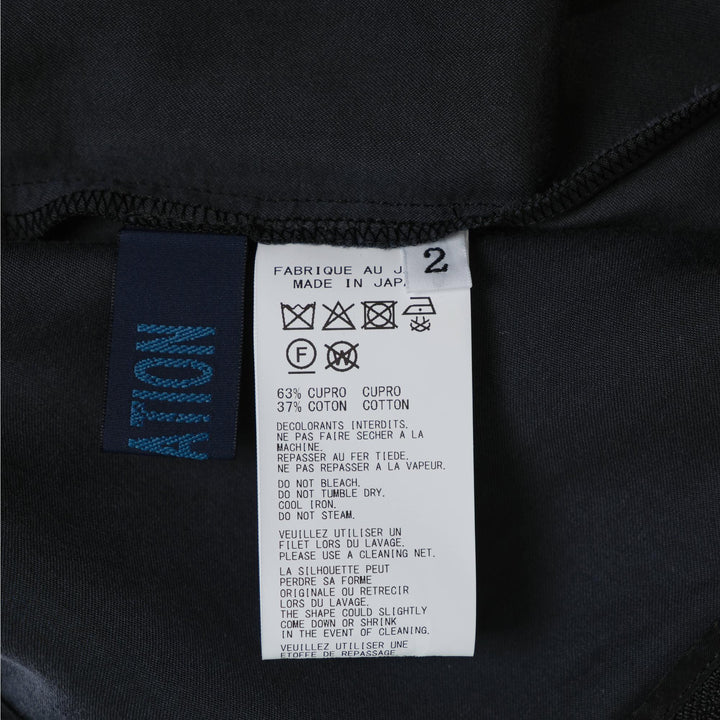 ATION
2
FABRIQUE AU J
MADE IN JAPA
F
W
63% CUPRO CUPRO
37% COTON COTTON
DECOLORANTS INTERDITS.
NE PAS FAIRE SECHER A LA
MACHINE.
REPASSER AU FER TIEDE.
NE PAS REPASSER A LA VAPEUR.
DO NOT BLEACH.
DO NOT TUMBLE DRY.
COOL IRON.
DO NOT STEAM.
VEUILLEZ UTILISER UN
FILET LORS DU LAVAGE.
PLEASE USE A CLEANING NET.
LA SILHOUETTE PEUT
PERDRE SA FORME
ORIGINALE OU RETRECIR
LORS DU LAVAGE.
THE SHAPE COULD SLIGHTLY
COME DOWN OR SHRINK
IN THE EVENT OF CLEANING.
VEUILLEZ UTILISER UNE
ETOFFE DE REPASSAGE